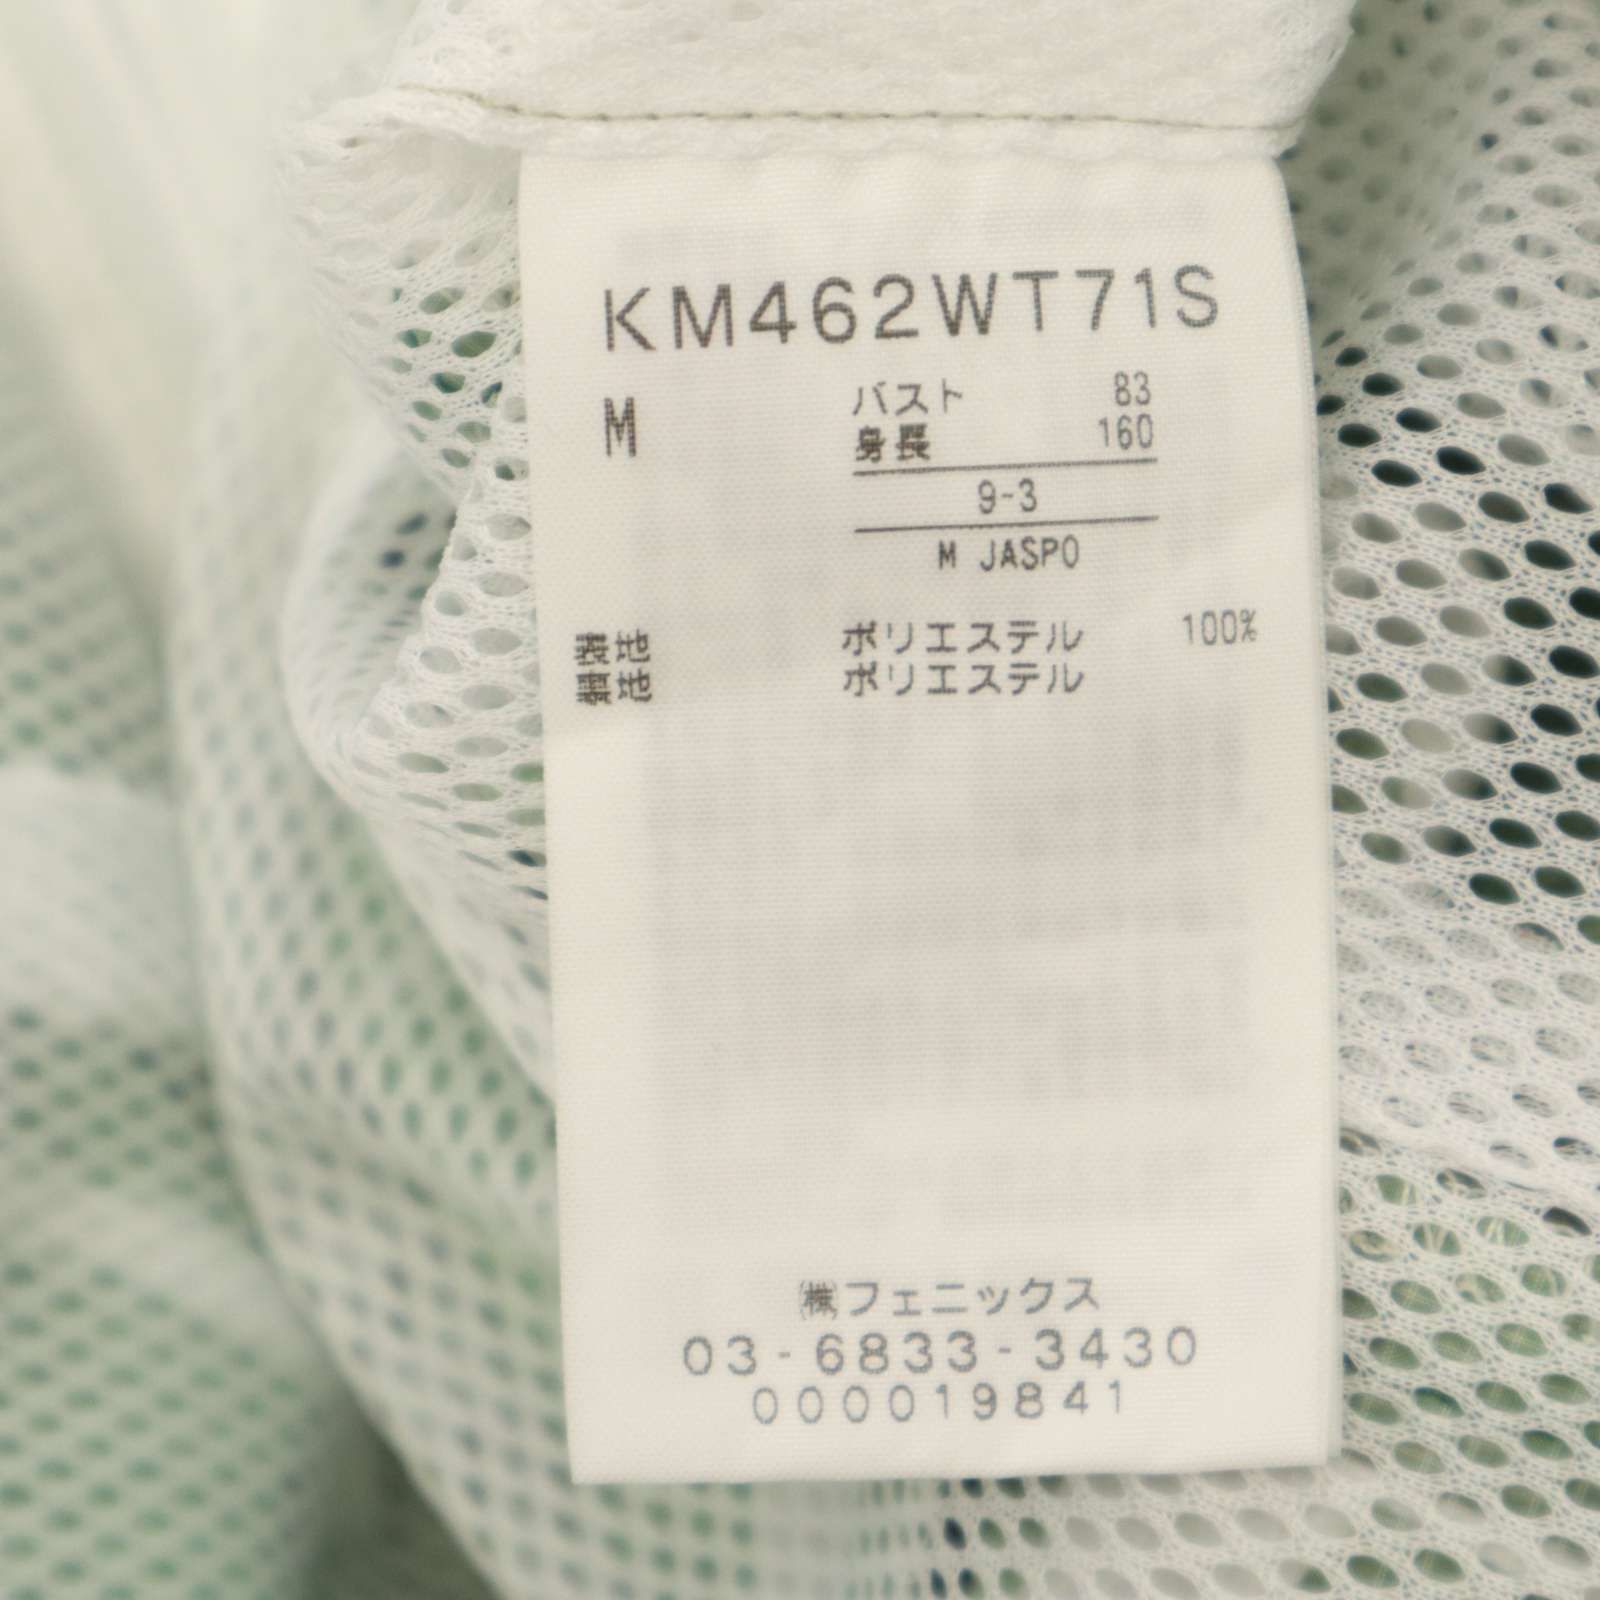 KM462WT71S
M バスト 83
身長 160
9-3
M JASPO
表地 ポリエステル 100%
裏地 ポリエステル
㈱フェニックス
03-6833-3430
000019841